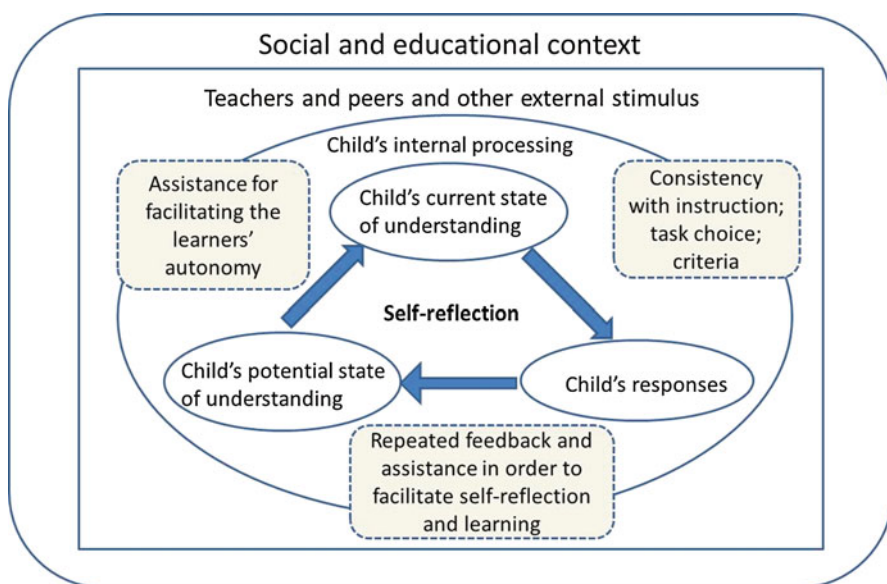 Social and educational context
Teachers and peers and other external stimulus
Child’s internal processing
Assistance for
facilitating the
learners’
autonomy
Child’s current state
of understanding
Consistency
with instruction;
task choice;
criteria
Self-reflection
Child’s potential state
of understanding
Child’s responses
Repeated feedback and
assistance in order to
facilitate self-reflection
and learning